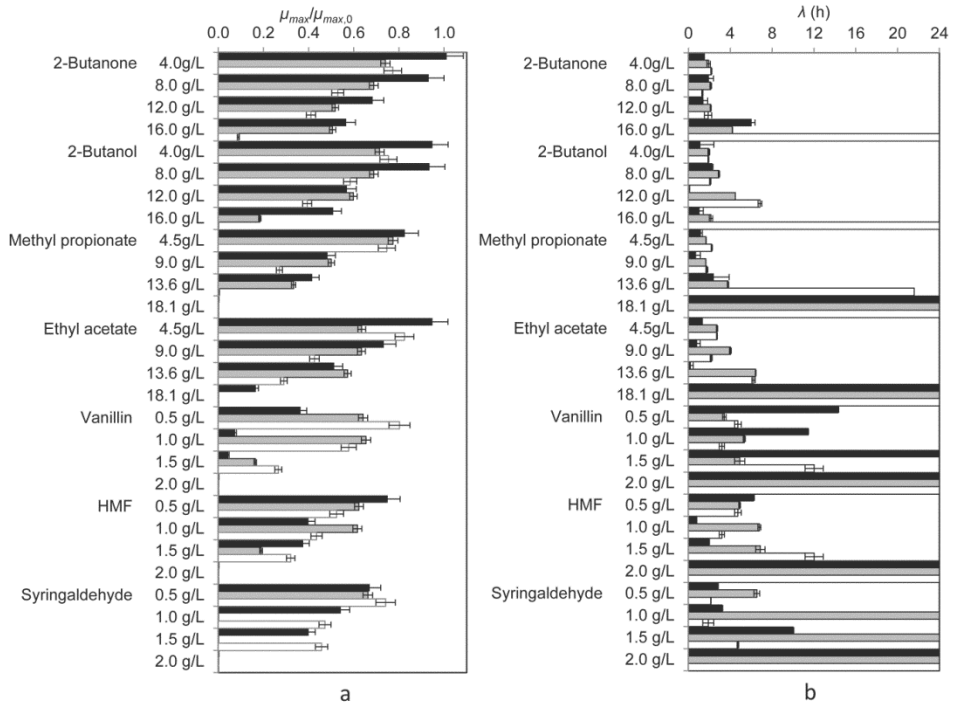 μmax/μmax,0
0.0 0.2 0.4 0.6 0.8 1.0
2-Butanone 4.0g/L
8.0 g/L
12.0 g/L
16.0 g/L
2-Butanol 4.0g/L
8.0 g/L
12.0 g/L
16.0 g/L
Methyl propionate 4.5g/L
9.0 g/L
13.6 g/L
18.1 g/L
Ethyl acetate 4.5g/L
9.0 g/L
13.6 g/L
18.1 g/L
Vanillin 0.5 g/L
1.0 g/L
1.5 g/L
2.0 g/L
HMF 0.5 g/L
1.0 g/L
1.5 g/L
2.0 g/L
Syringaldehyde 0.5 g/L
1.0 g/L
1.5 g/L
2.0 g/L
a
λ (h)
0 4 8 12 16 20 24
2-Butanone 4.0g/L
8.0 g/L
12.0 g/L
16.0 g/L
2-Butanol 4.0g/L
8.0 g/L
12.0 g/L
16.0 g/L
Methyl propionate 4.5g/L
9.0 g/L
13.6 g/L
18.1 g/L
Ethyl acetate 4.5g/L
9.0 g/L
13.6 g/L
18.1 g/L
Vanillin 0.5 g/L
1.0 g/L
1.5 g/L
2.0 g/L
HMF 0.5 g/L
1.0 g/L
1.5 g/L
2.0 g/L
Syringaldehyde 0.5 g/L
1.0 g/L
1.5 g/L
2.0 g/L
b